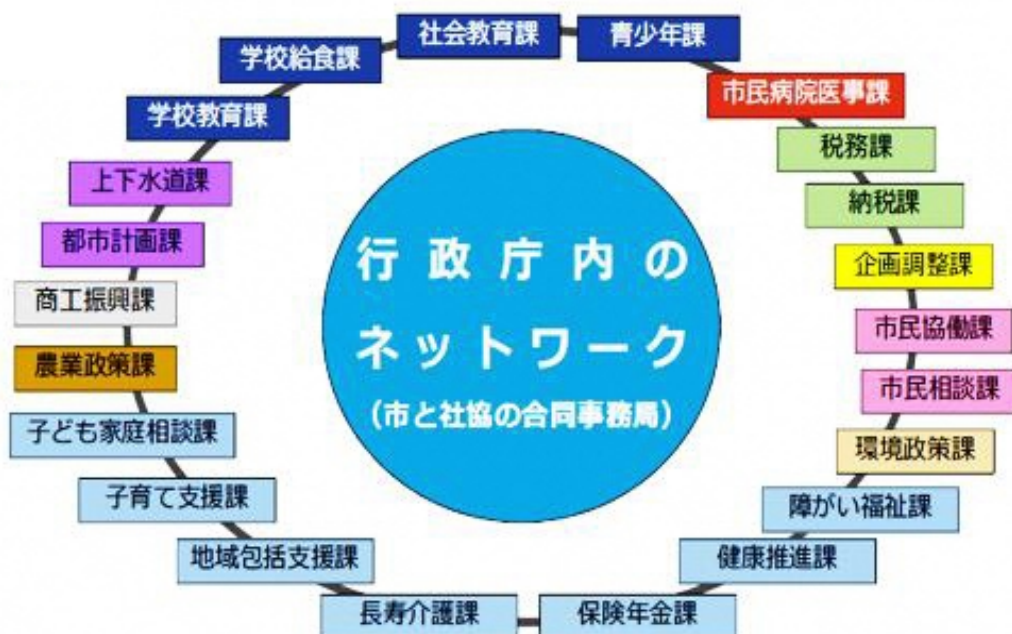 社会教育課
青少年課
学校給食課
市民病院医事課
学校教育課
税務課
上下水道課
納税課
都市計画課
企画調整課
商工振興課
市民協働課
農業政策課
市民相談課
子ども家庭相談課
環境政策課
子育て支援課
障がい福祉課
地域包括支援課
健康推進課
長寿介護課
保険年金課
行政庁内の
ネットワーク
(市と社協の合同事務局)